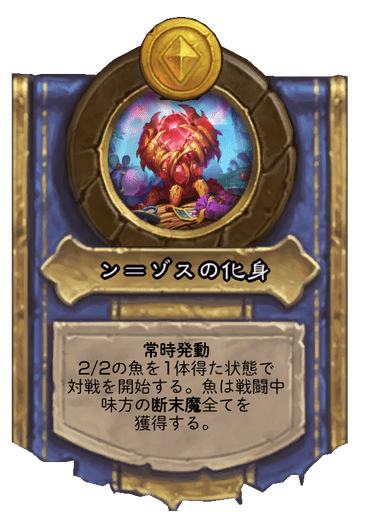 ン＝ゾスの化身
常時発動
2/2の魚を1体得た状態で
対戦を開始する。魚は戦闘中
味方の断末魔全てを
獲得する。